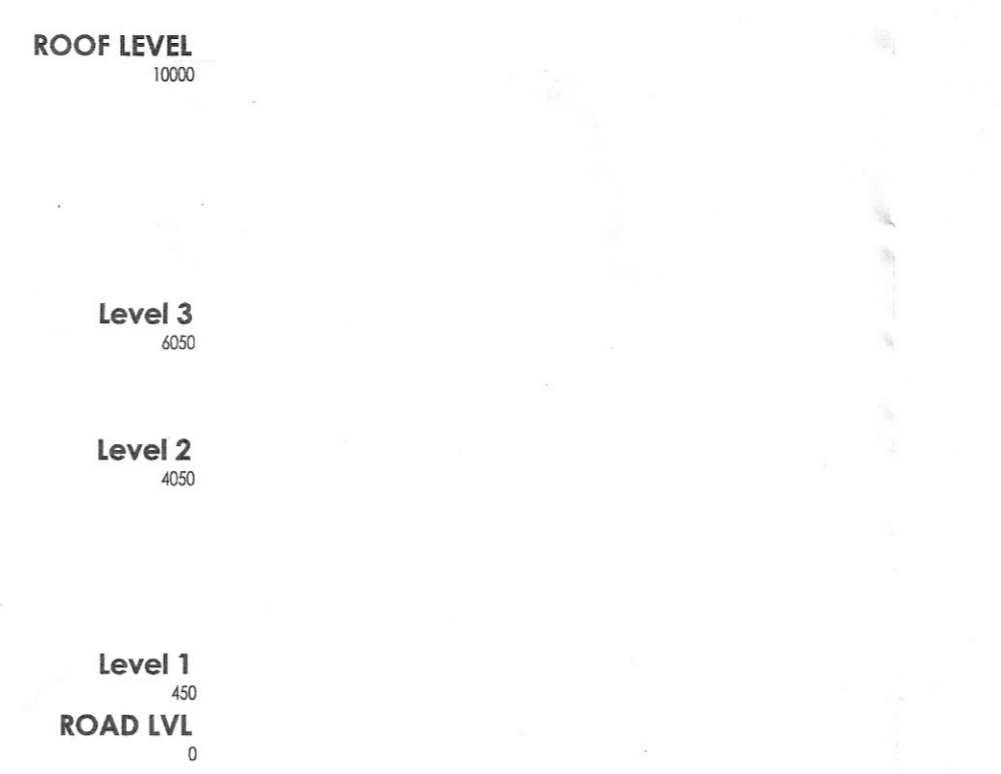 ROOF LEVEL
10000
Level 3
6050
Level 2
4050
Level 1
450
ROAD LVL
0